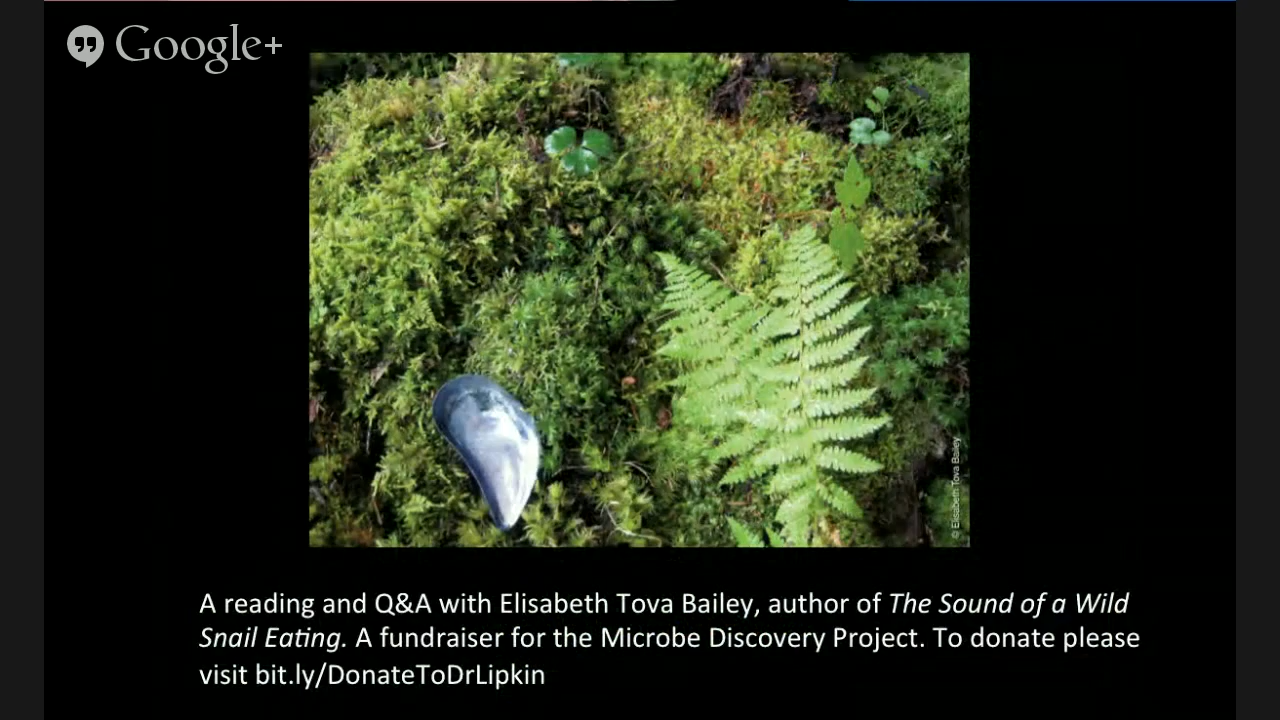 Google+
© Elisabeth Tova Bailey
A reading and Q&A with Elisabeth Tova Bailey, author of The Sound of a Wild
Snail Eating. A fundraiser for the Microbe Discovery Project. To donate please
visit bit.ly/DonateToDrLipkin